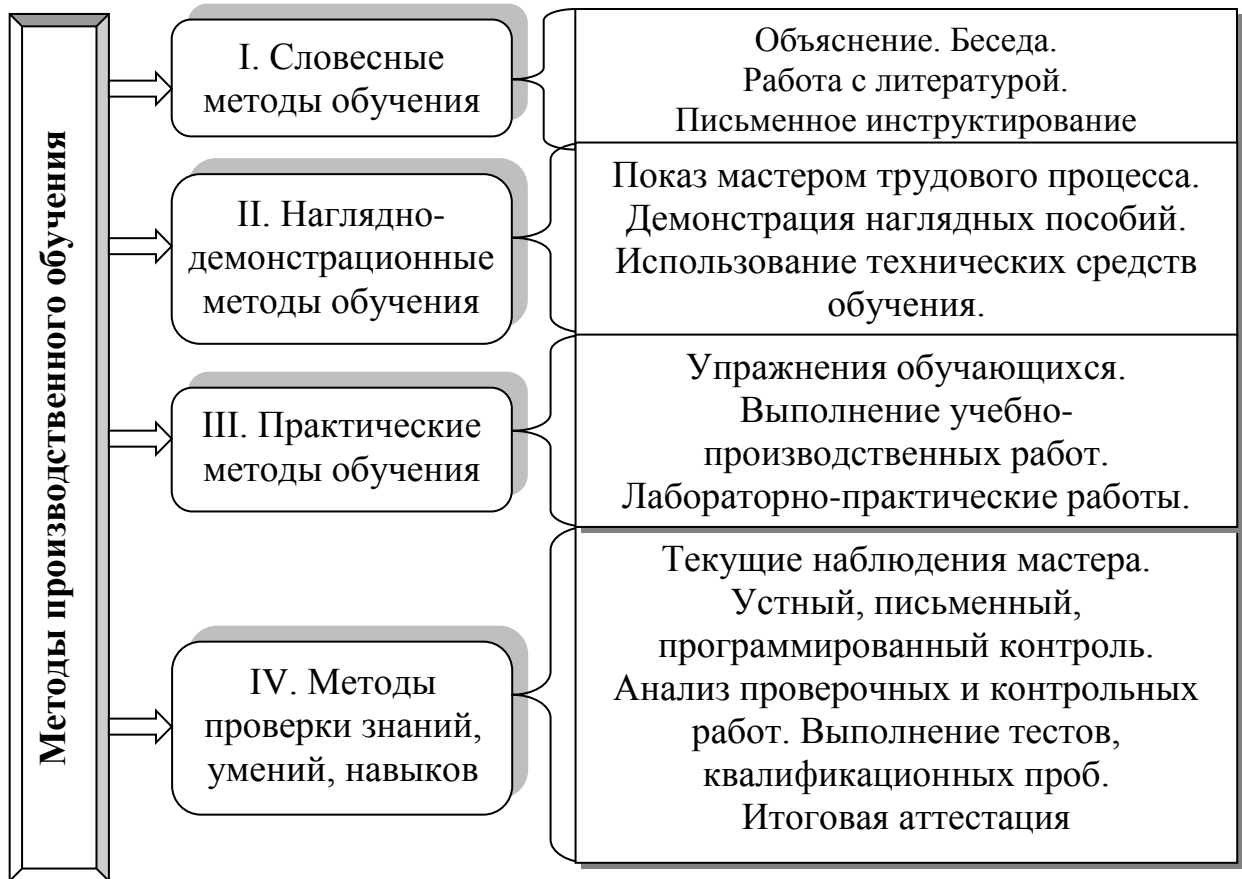 Методы производственного обучения
I. Словесные
методы обучения
Объяснение. Беседа.
Работа с литературой.
Письменное инструктирование
II. Наглядно-
демонстрационные
методы обучения
Показ мастером трудового процесса.
Демонстрация наглядных пособий.
Использование технических средств
обучения.
III. Практические
методы обучения
Упражнения обучающихся.
Выполнение учебно-
производственных работ.
Лабораторно-практические работы.
IV. Методы
проверки знаний,
умений, навыков
Текущие наблюдения мастера.
Устный, письменный,
программированный контроль.
Анализ проверочных и контрольных
работ. Выполнение тестов,
квалификационных проб.
Итоговая аттестация